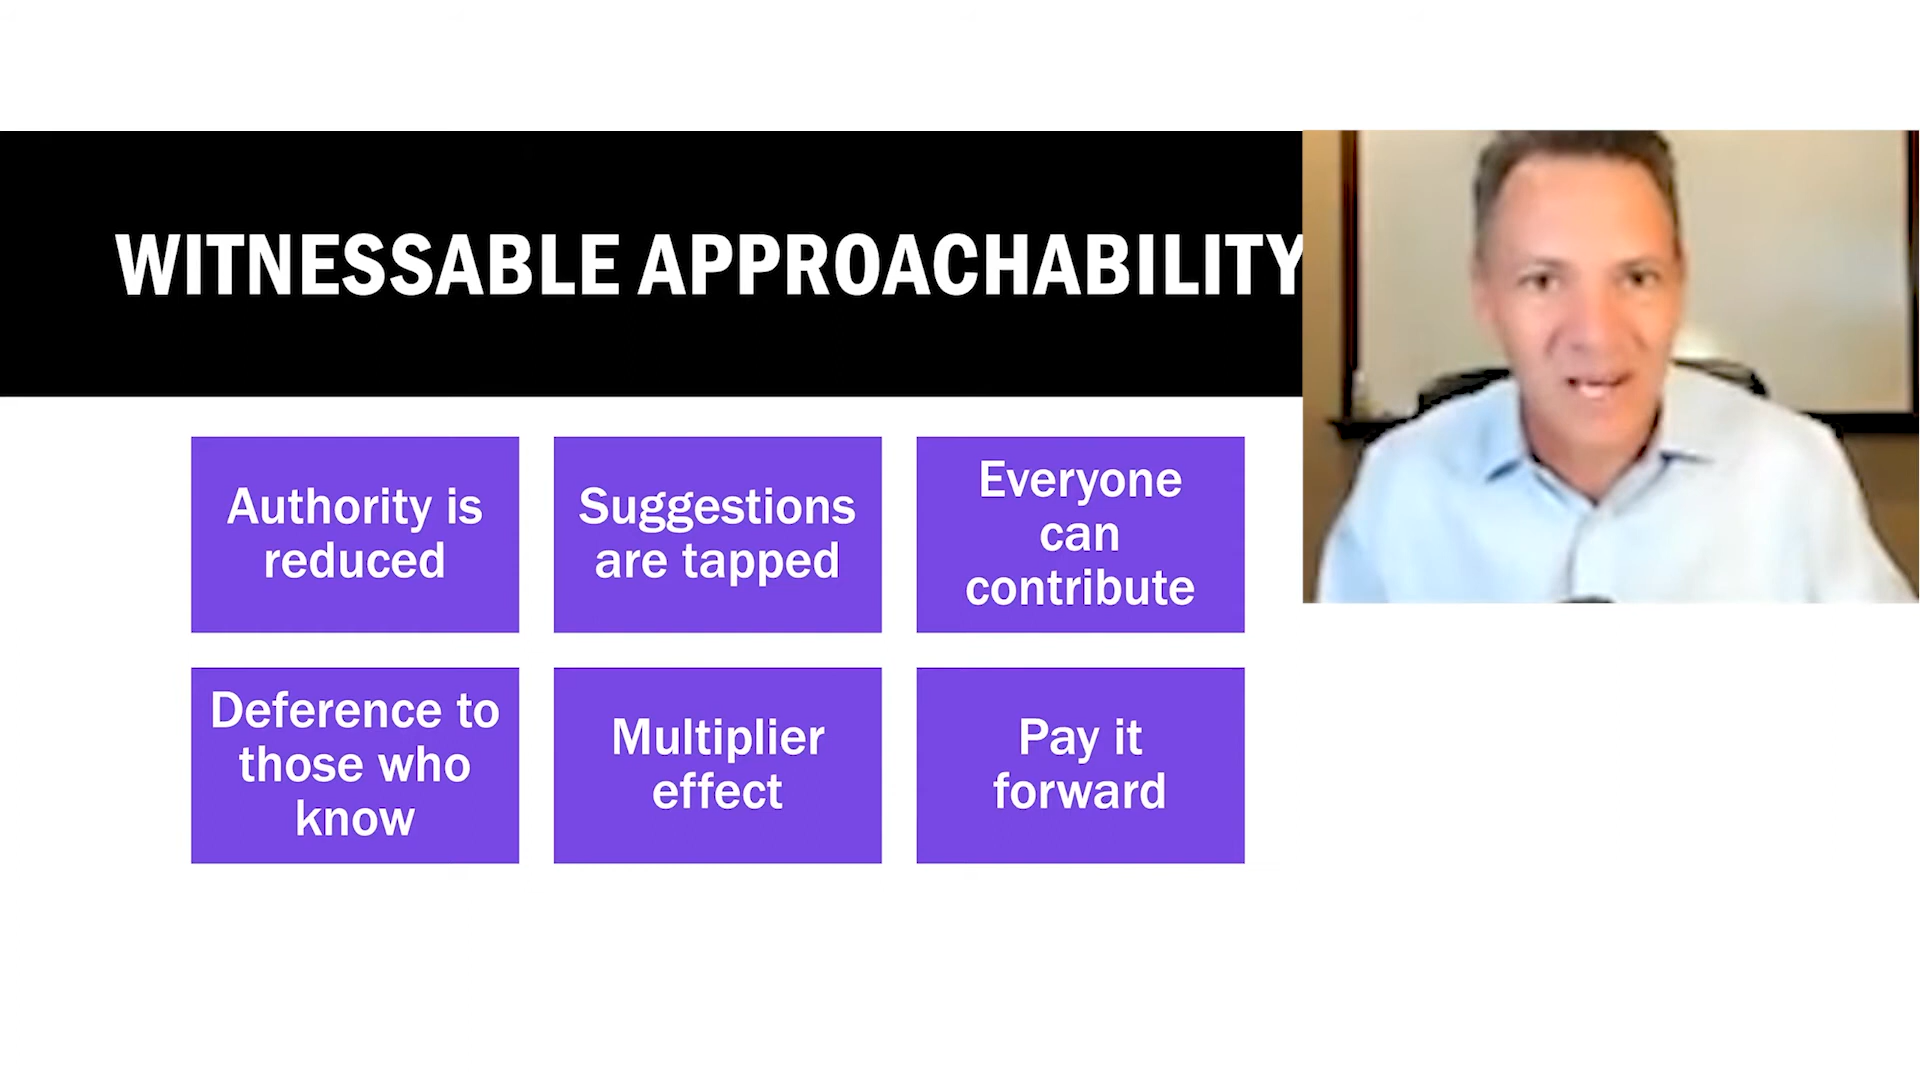 WITNESSABLE APPROACHABILITY
Authority is
reduced
Suggestions
are tapped
Everyone
can
contribute
Deference to
those who
know
Multiplier
effect
Pay it
forward